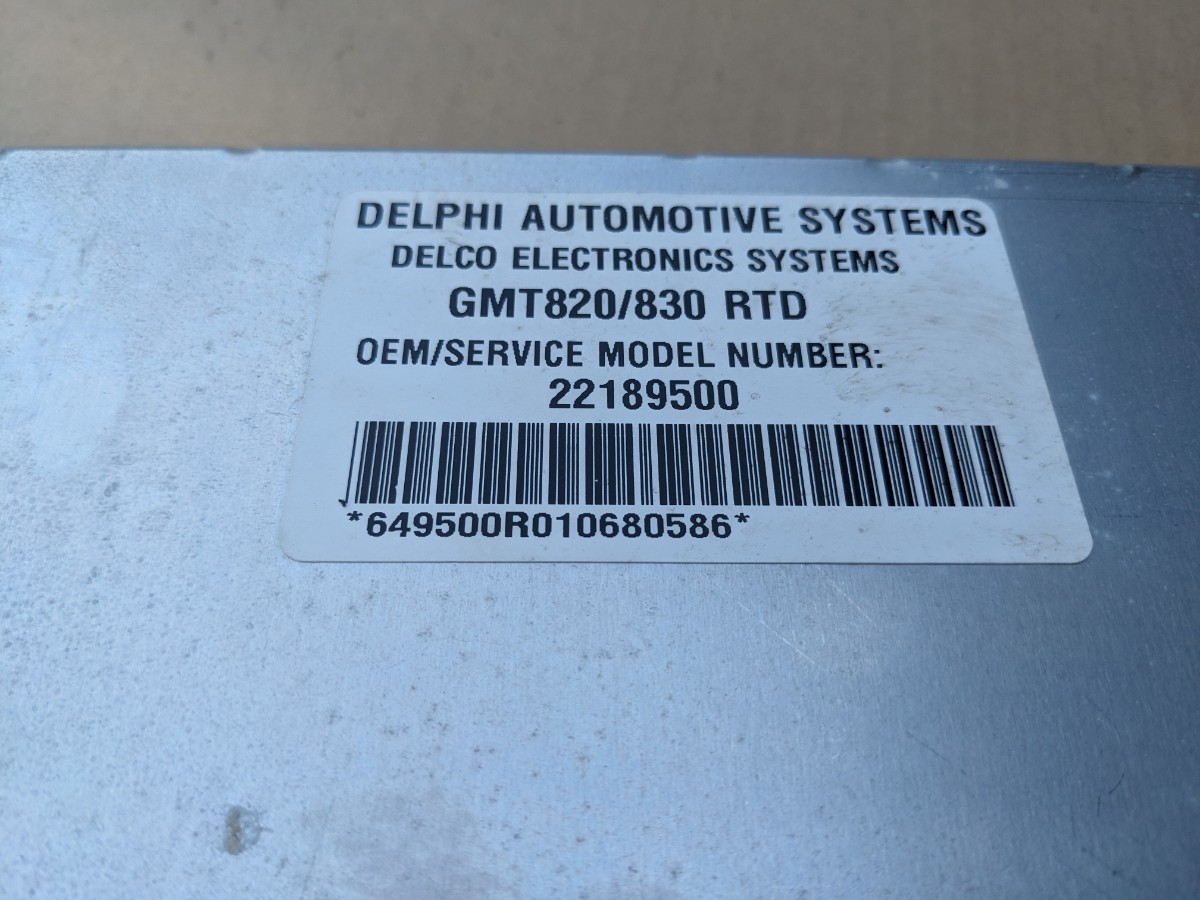 DELPHI AUTOMOTIVE SYSTEMS
DELCO ELECTRONICS SYSTEMS
GMT820/830 RTD
OEM/SERVICE MODEL NUMBER:
22189500
*649500R010680586*